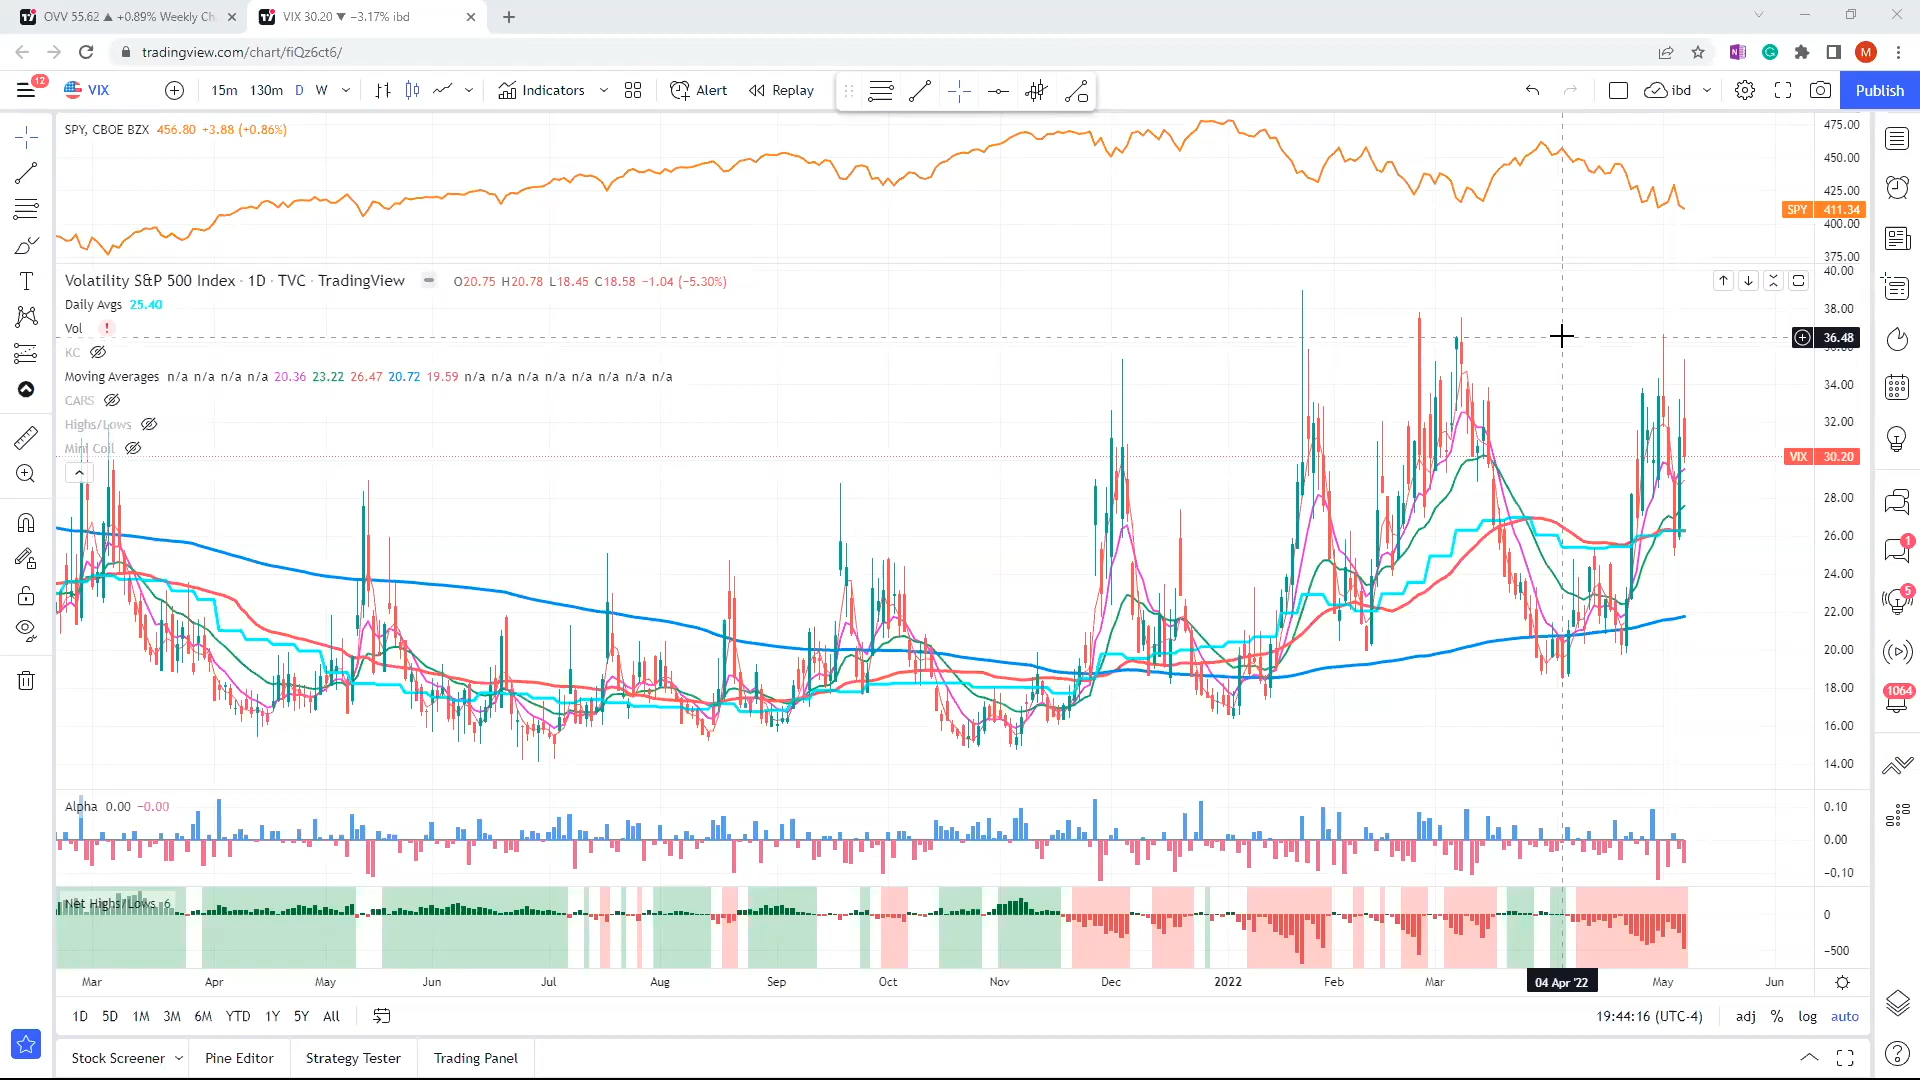 OVV 55.62 ▲ +0.89% Weekly Ch
VIX 30.20 ▼ −3.17% ibd
tradingview.com/chart/fiQz6ct6/
M
12
VIX
15m 130m D W
Indicators
Alert
Replay
ibd
Publish
SPY, CBOE BZX 456.80 +3.88 (+0.86%)
475.00
450.00
425.00
SPY 411.34
400.00
375.00
Volatility S&P 500 Index · 1D · TVC · TradingView O20.75 H20.78 L18.45 C18.58 −1.04 (−5.30%)
Daily Avgs 25.40
Vol !
KC
Moving Averages n/a n/a n/a n/a 20.36 23.22 26.47 20.72 19.59 n/a n/a n/a n/a n/a n/a n/a n/a
CARS
Highs/Lows
Mini Coil
40.00
38.00
36.48
34.00
32.00
VIX 30.20
28.00
26.00
24.00
22.00
20.00
18.00
16.00
14.00
Alpha 0.00 −0.00
0.10
0.00
−0.10
Net Highs/Lows 6
0
−500
Mar Apr May Jun Jul Aug Sep Oct Nov Dec 2022 Feb Mar 04 Apr '22 May Jun
1D 5D 1M 3M 6M YTD 1Y 5Y All
19:44:16 (UTC-4) adj % log auto
Stock Screener Pine Editor Strategy Tester Trading Panel
1
5
1064